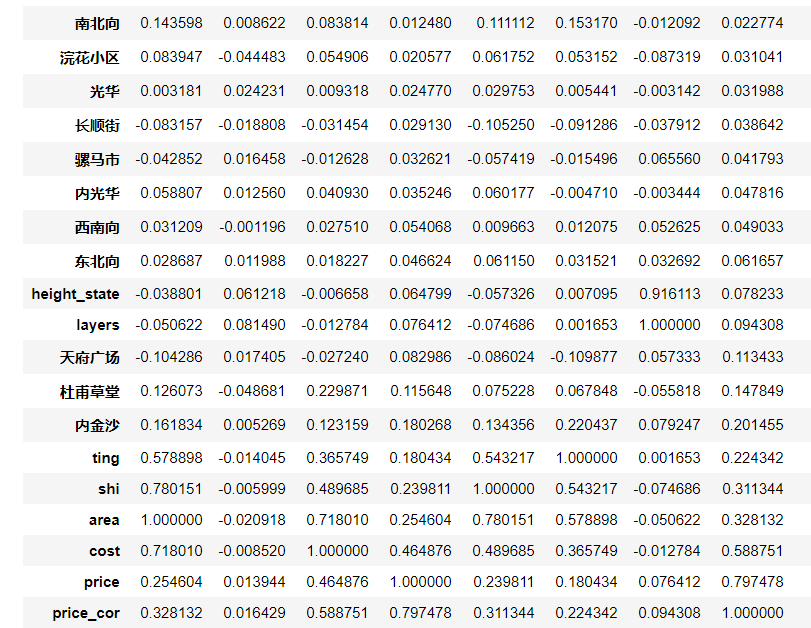 南北向 0.143598 0.008622 0.083814 0.012480 0.111112 0.153170 -0.012092 0.022774
浣花小区 0.083947 -0.044483 0.054906 0.020577 0.061752 0.053152 -0.087319 0.031041
光华 0.003181 0.024231 0.009318 0.024770 0.029753 0.005441 -0.003142 0.031988
长顺街 -0.083157 -0.018808 -0.031454 0.029130 -0.105250 -0.091286 -0.037912 0.038642
骡马市 -0.042852 0.016458 -0.012628 0.032621 -0.057419 -0.015496 0.065560 0.041793
内光华 0.058807 0.012560 0.040930 0.035246 0.060177 -0.004710 -0.003444 0.047816
西南向 0.031209 -0.001196 0.027510 0.054068 0.009663 0.012075 0.052625 0.049033
东北向 0.028687 0.011988 0.018227 0.046624 0.061150 0.031521 0.032692 0.061657
height_state -0.038801 0.061218 -0.006658 0.064799 -0.057326 0.007095 0.916113 0.078233
layers -0.050622 0.081490 -0.012784 0.076412 -0.074686 0.001653 1.000000 0.094308
天府广场 -0.104286 0.017405 -0.027240 0.082986 -0.086024 -0.109877 0.057333 0.113433
杜甫草堂 0.126073 -0.048681 0.229871 0.115648 0.075228 0.067848 -0.055818 0.147849
内金沙 0.161834 0.005269 0.123159 0.180268 0.134356 0.220437 0.079247 0.201455
ting 0.578898 -0.014045 0.365749 0.180434 0.543217 1.000000 0.001653 0.224342
shi 0.780151 -0.005999 0.489685 0.239811 1.000000 0.543217 -0.074686 0.311344
area 1.000000 -0.020918 0.718010 0.254604 0.780151 0.578898 -0.050622 0.328132
cost 0.718010 -0.008520 1.000000 0.464876 0.489685 0.365749 -0.012784 0.588751
price 0.254604 0.013944 0.464876 1.000000 0.239811 0.180434 0.076412 0.797478
price_cor 0.328132 0.016429 0.588751 0.797478 0.311344 0.224342 0.094308 1.000000